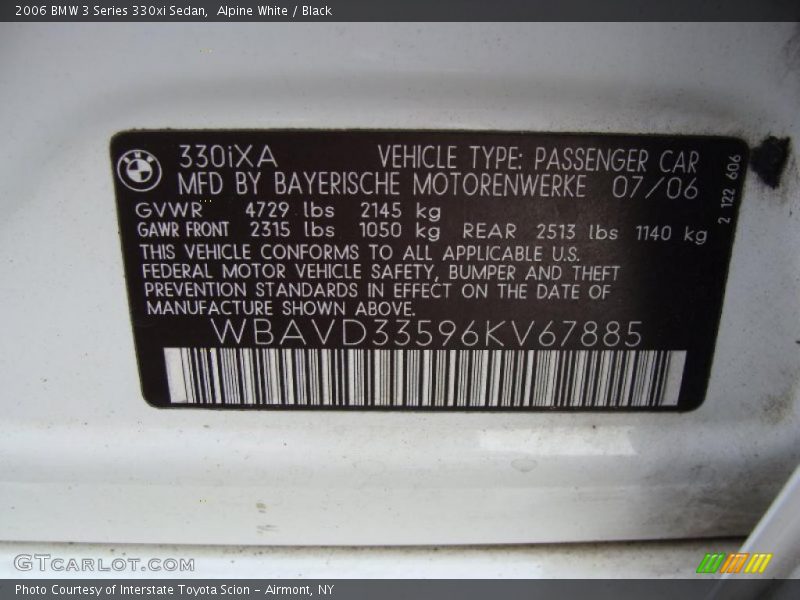 2006 BMW 3 Series 330xi Sedan, Alpine White / Black
330iXA VEHICLE TYPE: PASSENGER CAR
MFD BY BAYERISCHE MOTORENWERKE 07/06
GVWR 4729 lbs 2145 kg
GAWR FRONT 2315 lbs 1050 kg REAR 2513 lbs 1140 kg
THIS VEHICLE CONFORMS TO ALL APPLICABLE U.S.
FEDERAL MOTOR VEHICLE SAFETY, BUMPER AND THEFT
PREVENTION STANDARDS IN EFFECT ON THE DATE OF
MANUFACTURE SHOWN ABOVE.
WBAVD33596KV67885
2 122 606
BMW
GTCARLOT.COM
Photo Courtesy of Interstate Toyota Scion – Airmont, NY